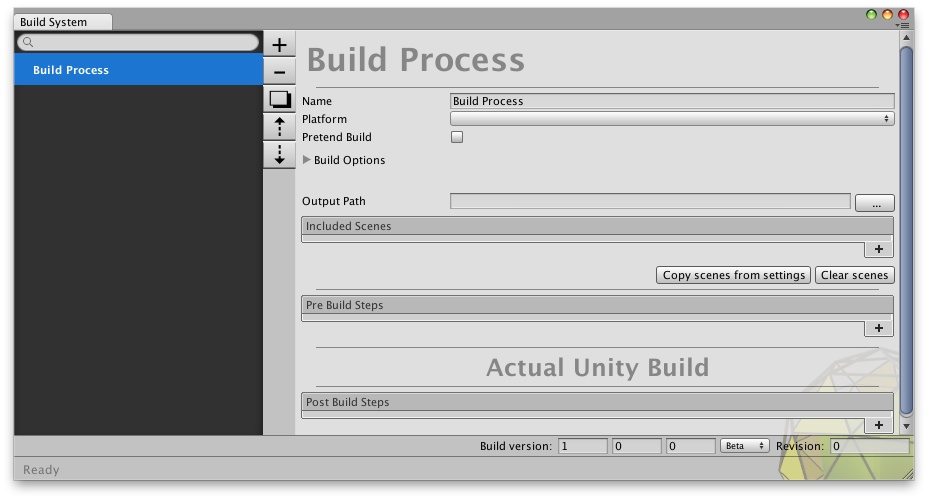 Build System
Build Process
Build Process
Name Build Process
Platform
Pretend Build
Build Options
Output Path ...
Included Scenes
+
Copy scenes from settings Clear scenes
Pre Build Steps
+
Actual Unity Build
Post Build Steps
+
Build version: 1 0 0 Beta Revision: 0
Ready